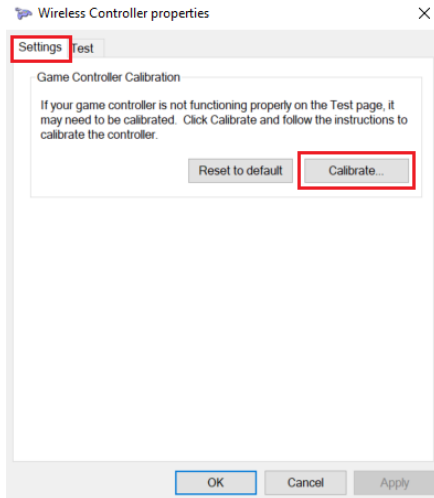 Wireless Controller properties
Settings Test
Game Controller Calibration
If your game controller is not functioning properly on the Test page, it
may need to be calibrated. Click Calibrate and follow the instructions to
calibrate the controller.
Reset to default Calibrate...
OK Cancel Apply